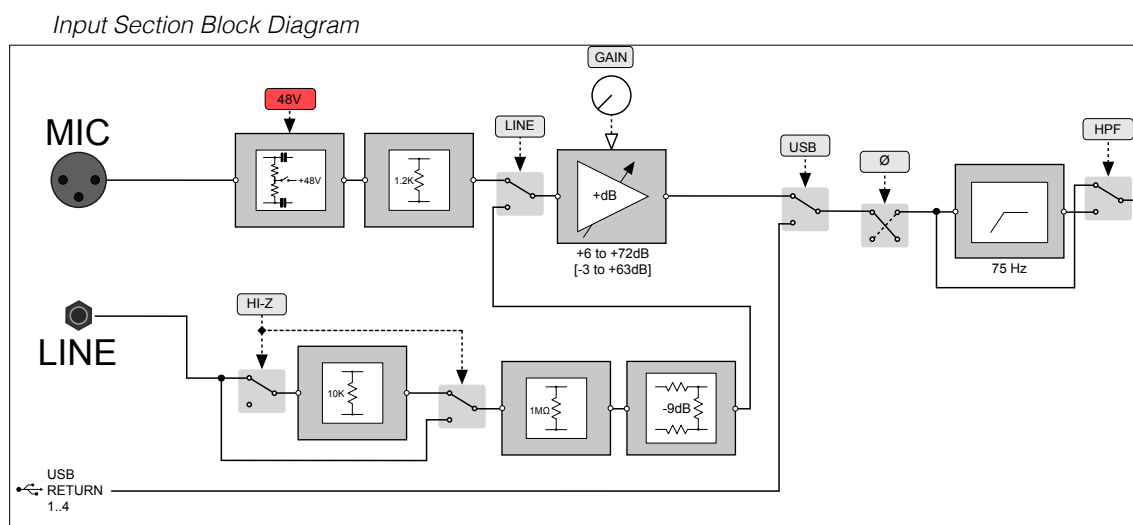 Input Section Block Diagram
GAIN
48V
MIC
LINE
HPF
USB
Ø
+48V
1.2K
+dB
+6 to +72dB
[-3 to +63dB]
75 Hz
HI-Z
LINE
10K
1MΩ
-9dB
USB
RETURN
1..4